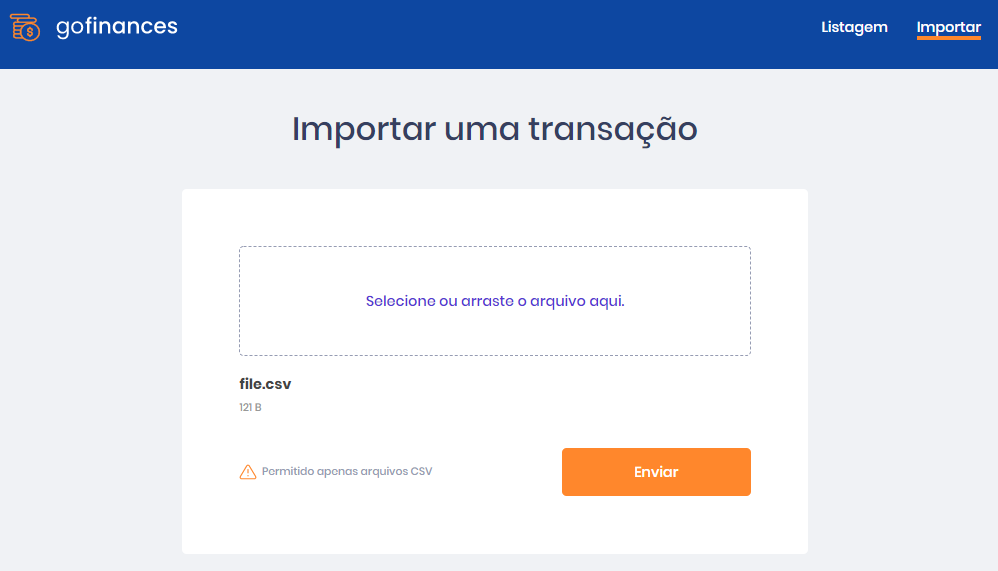 gofinances
Listagem
Importar
Importar uma transação
Selecione ou arraste o arquivo aqui.
file.csv
121 B
Permitido apenas arquivos CSV
Enviar